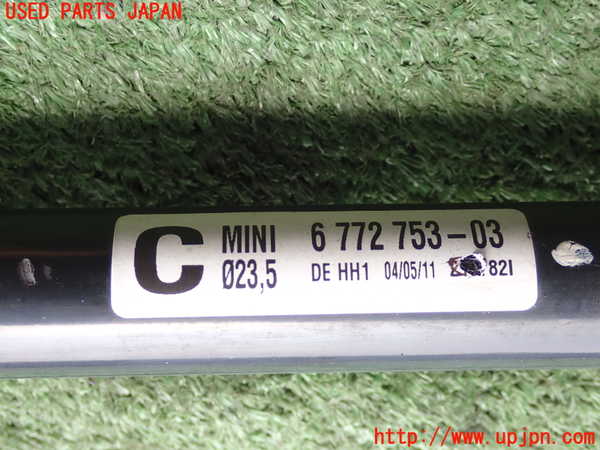 USED PARTS JAPAN
C MINI 6 772 753-03
Ø23,5 DE HH1 04/05/11 82I
http://www.upjpn.com/